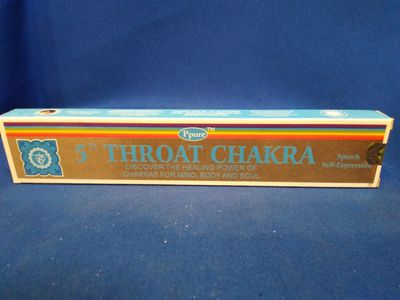 Ppure™
5th THROAT CHAKRA
DISCOVER THE HEALING POWER OF
CHAKRAS FOR MIND, BODY AND SOUL
Speech
Self-Expression